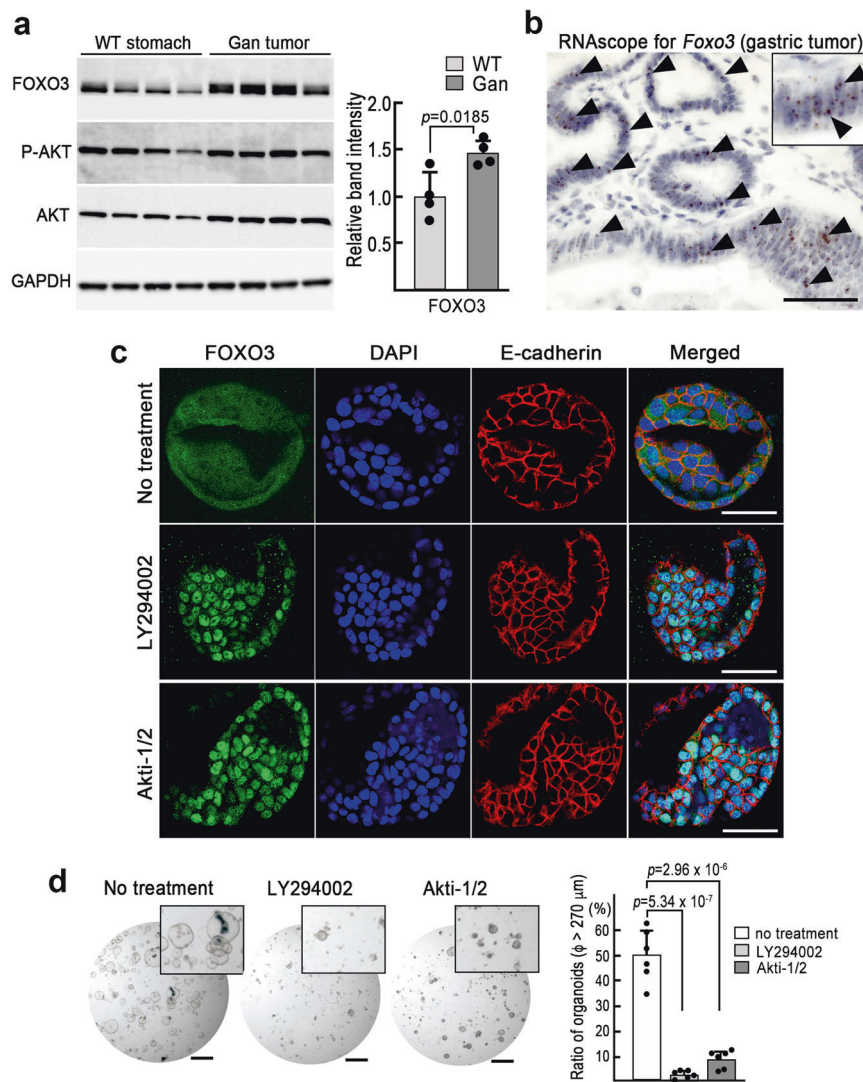 a
WT stomach Gan tumor
FOXO3
P-AKT
AKT
GAPDH
WT
Gan
Relative band intensity
2.0
1.5
1.0
0.5
p=0.0185
FOXO3
b
RNAscope for Foxo3 (gastric tumor)
c
FOXO3 DAPI E-cadherin Merged
No treatment
LY294002
Akti-1/2
d
No treatment LY294002 Akti-1/2
Ratio of organoids (ϕ > 270 μm)
(%)
60
50
40
30
20
10
p=2.96 x 10⁻⁶
p=5.34 x 10⁻⁷
no treatment
LY294002
Akti-1/2